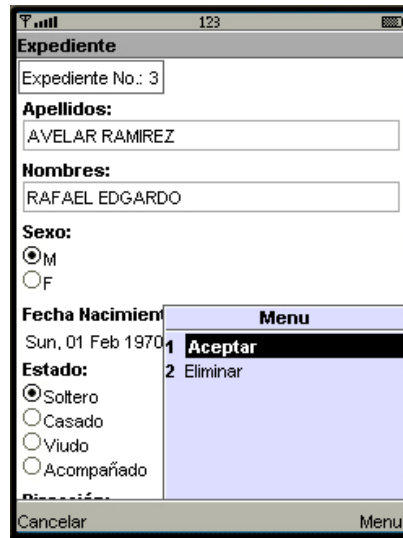 123
Expediente
Expediente No.: 3
Apellidos:
AVELAR RAMIREZ
Nombres:
RAFAEL EDGARDO
Sexo:
M
F
Fecha Nacimien
Sun, 01 Feb 1970
Estado:
Soltero
Casado
Viudo
Acompañado
Menu
1 Aceptar
2 Eliminar
Cancelar Menu